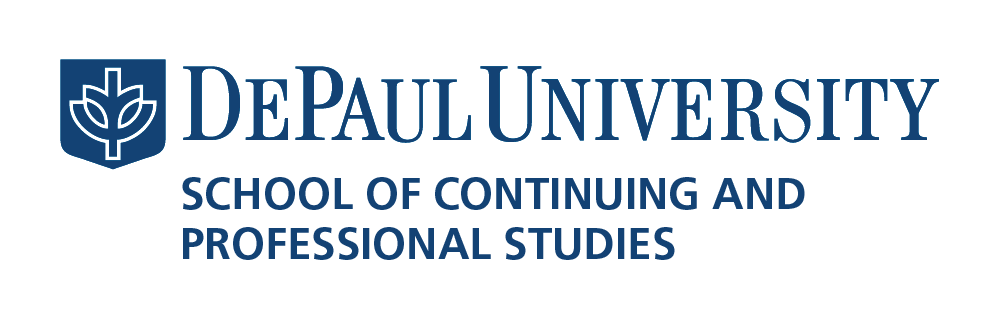 DEPAUL UNIVERSITY
SCHOOL OF CONTINUING AND
PROFESSIONAL STUDIES